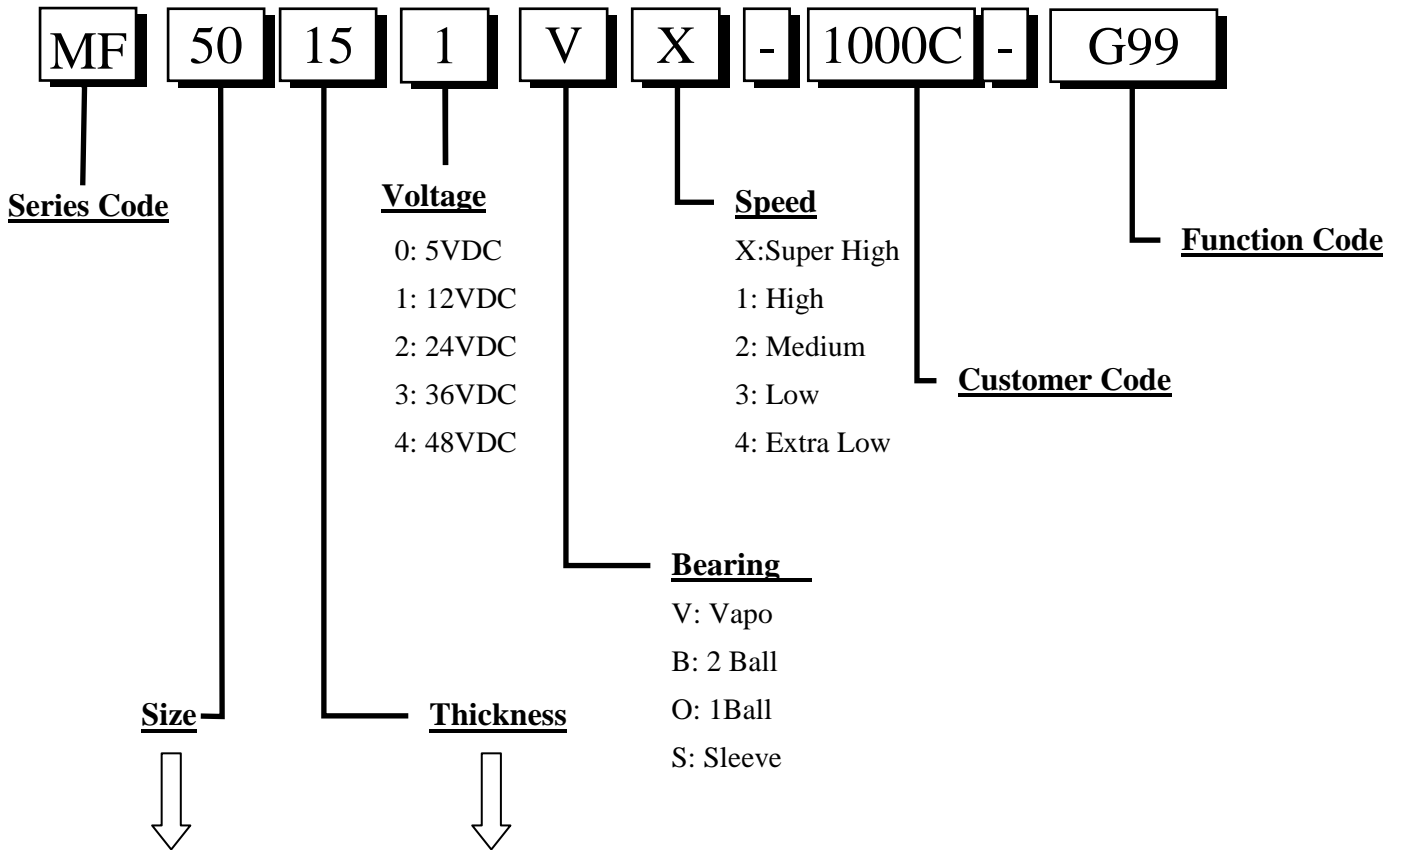 MF 50 15 1 V X - 1000C - G99
Series Code
Voltage
0: 5VDC
1: 12VDC
2: 24VDC
3: 36VDC
4: 48VDC
Speed
X:Super High
1: High
2: Medium
3: Low
4: Extra Low
Function Code
Customer Code
Bearing
V: Vapo
B: 2 Ball
O: 1Ball
S: Sleeve
Size
Thickness